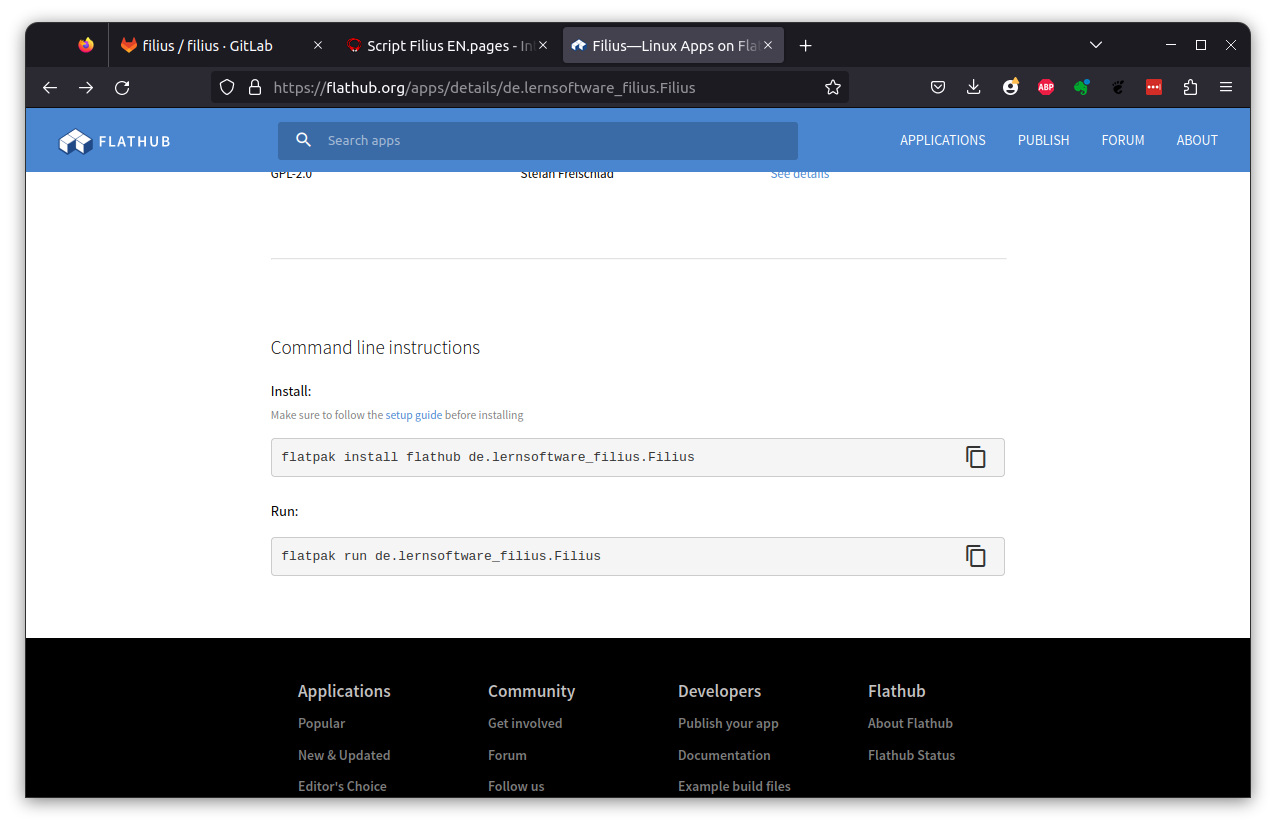 filius / filius · GitLab
Script Filius EN.pages - Int
Filius—Linux Apps on Fla
https://flathub.org/apps/details/de.lernsoftware_filius.Filius
ABP
FLATHUB
Search apps
APPLICATIONS
PUBLISH
FORUM
ABOUT
GPL-2.0
Stefan Freischlad
See details
Command line instructions
Install:
Make sure to follow the setup guide before installing
flatpak install flathub de.lernsoftware_filius.Filius
Run:
flatpak run de.lernsoftware_filius.Filius
Applications
Community
Developers
Flathub
Popular
Get involved
Publish your app
About Flathub
New & Updated
Forum
Documentation
Flathub Status
Editor's Choice
Follow us
Example build files